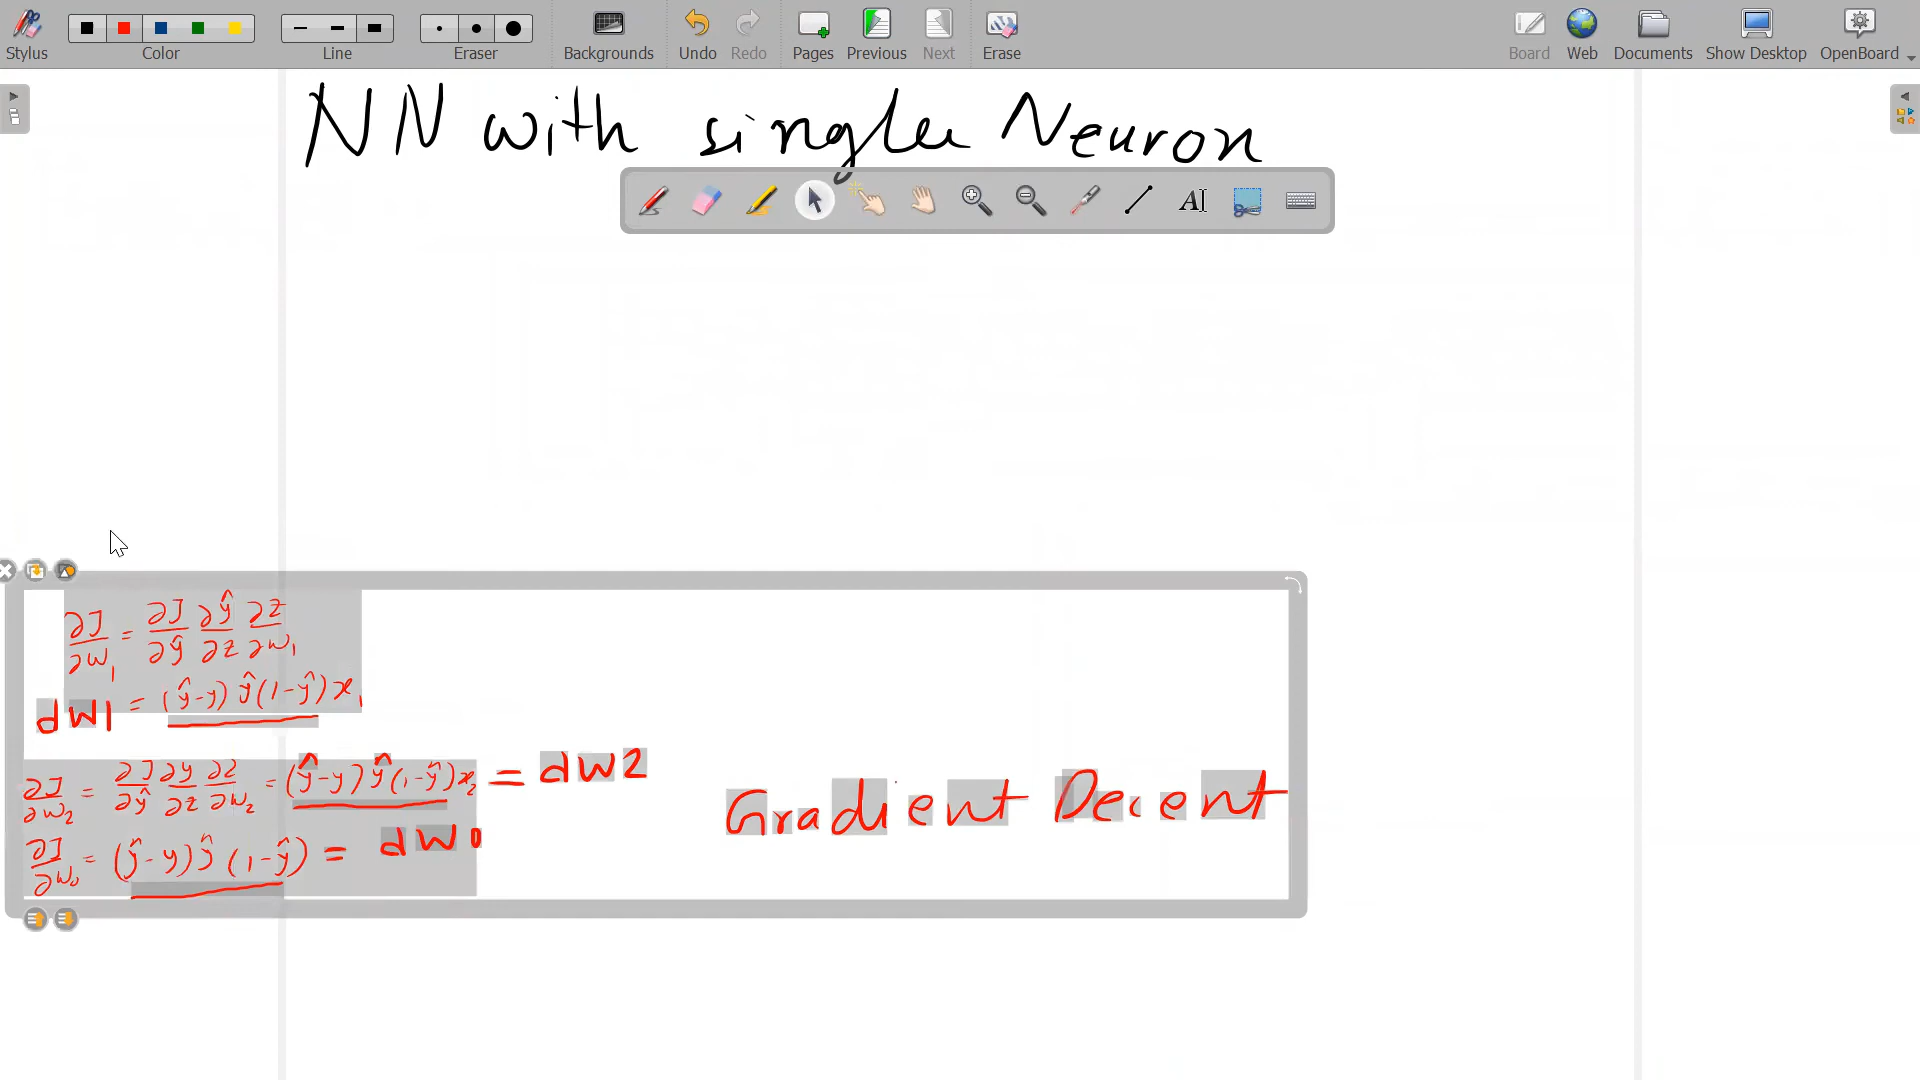 Stylus Color Line Eraser Backgrounds Undo Redo Pages Previous Next Erase Board Web Documents Show Desktop OpenBoard
NN with single Neuron
∂J/∂w₁ = ∂J/∂ŷ ∂ŷ/∂z ∂z/∂w₁
dw1 = (ŷ-y) ŷ(1-ŷ) x₁
∂J/∂w₂ = ∂J/∂ŷ ∂y/∂z ∂z/∂w₂ = (ŷ-y) ŷ(1-ŷ)x₂ = dw2
Gradient Decent
∂J/∂w₀ = (ŷ-y)ŷ (1-ŷ) = dw0